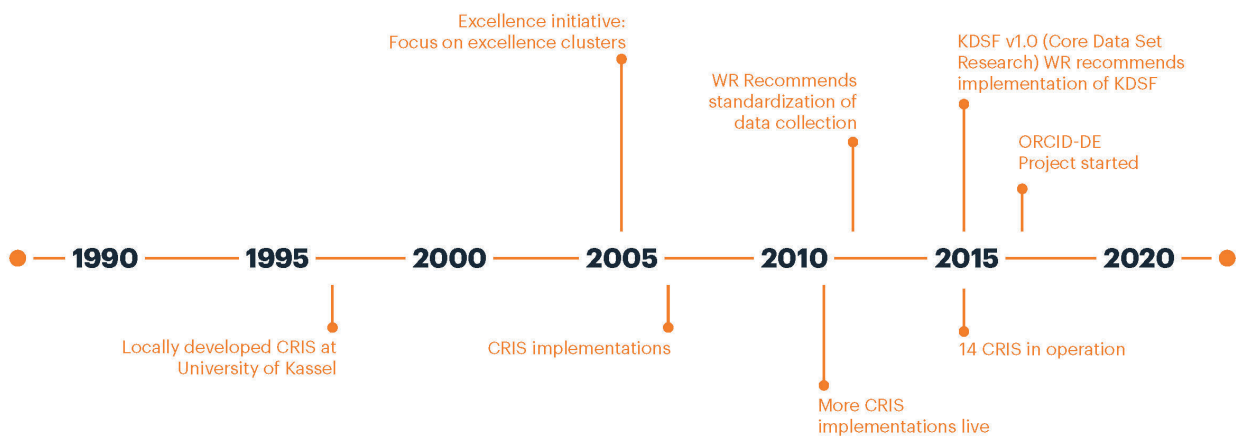 Excellence initiative:
Focus on excellence clusters
WR Recommends
standardization of
data collection
KDSF v1.0 (Core Data Set
Research) WR recommends
implementation of KDSF
ORCID-DE
Project started
1990
1995
2000
2005
2010
2015
2020
Locally developed CRIS at
University of Kassel
CRIS implementations
More CRIS
implementations live
14 CRIS in operation